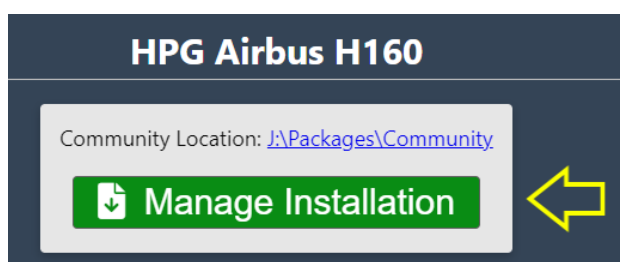 HPG Airbus H160
Community Location: J:\Packages\Community
Manage Installation